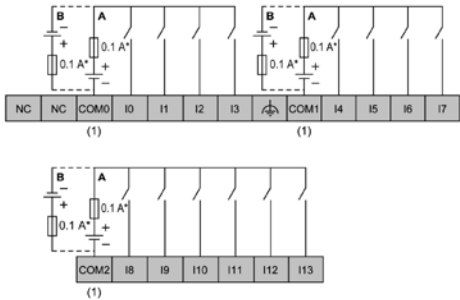 B A B A
− − 
+ 0.1 A* + 0.1 A*
0.1 A* + 0.1 A* +
− −
NC NC COM0 I0 I1 I2 I3 COM1 I4 I5 I6 I7
(1) (1)
B A
−
+ 0.1 A*
0.1 A* +
−
COM2 I8 I9 I10 I11 I12 I13
(1)